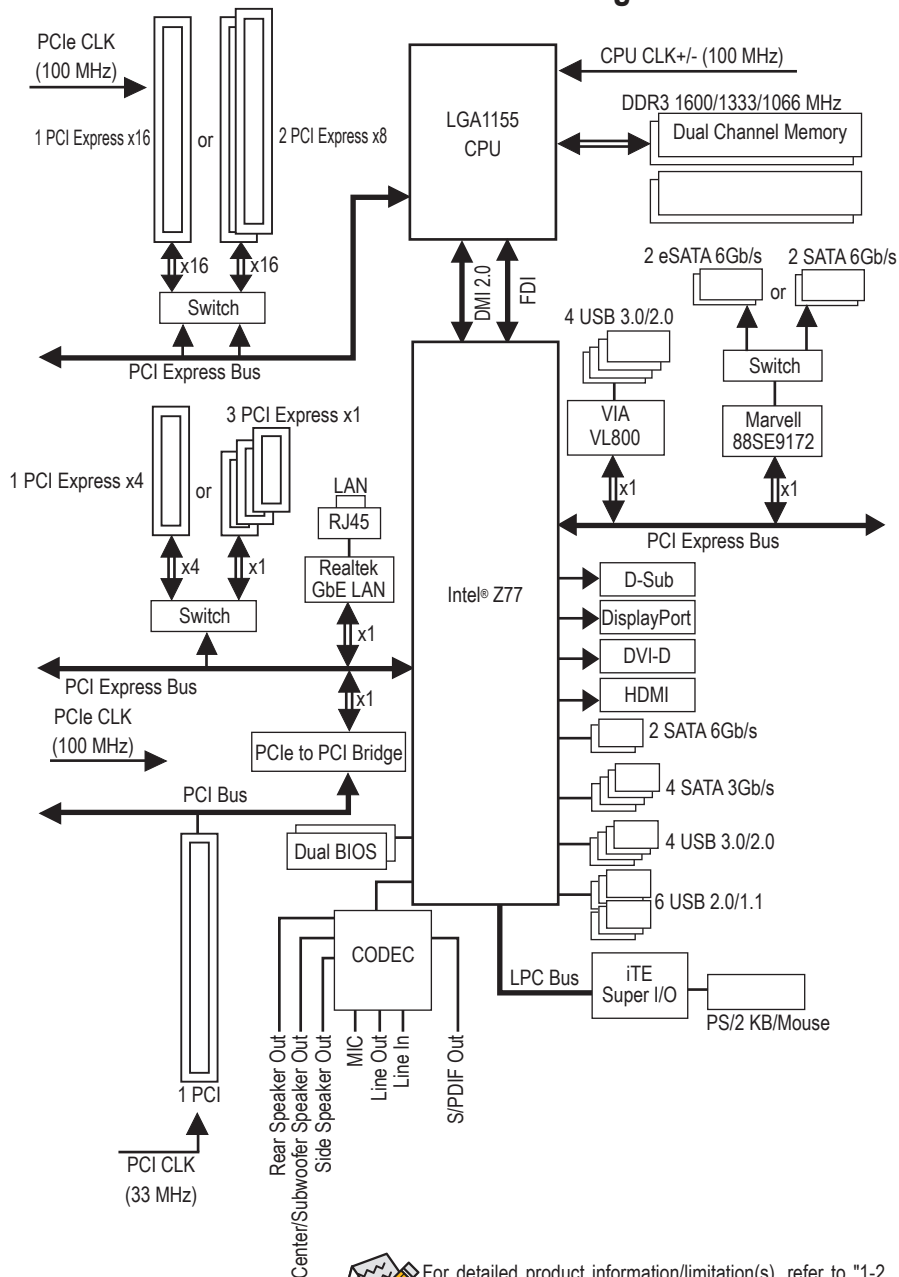 PCIe CLK
(100 MHz)
1 PCI Express x16
or
2 PCI Express x8
x16
x16
Switch
PCI Express Bus
LGA1155
CPU
CPU CLK+/- (100 MHz)
DDR3 1600/1333/1066 MHz
Dual Channel Memory
DMI 2.0
FDI
2 eSATA 6Gb/s
or
2 SATA 6Gb/s
Switch
4 USB 3.0/2.0
VIA
VL800
Marvell
88SE9172
x1
x1
PCI Express Bus
3 PCI Express x1
1 PCI Express x4
or
x4
x1
Switch
LAN
RJ45
Realtek
GbE LAN
x1
PCI Express Bus
x1
PCIe CLK
(100 MHz)
PCIe to PCI Bridge
PCI Bus
Intel® Z77
D-Sub
DisplayPort
DVI-D
HDMI
2 SATA 6Gb/s
4 SATA 3Gb/s
4 USB 3.0/2.0
6 USB 2.0/1.1
Dual BIOS
CODEC
LPC Bus
iTE
Super I/O
PS/2 KB/Mouse
Rear Speaker Out
Center/Subwoofer Speaker Out
Side Speaker Out
MIC
Line Out
Line In
S/PDIF Out
1 PCI
PCI CLK
(33 MHz)
For detailed product information/limitation(s), refer to "1-2